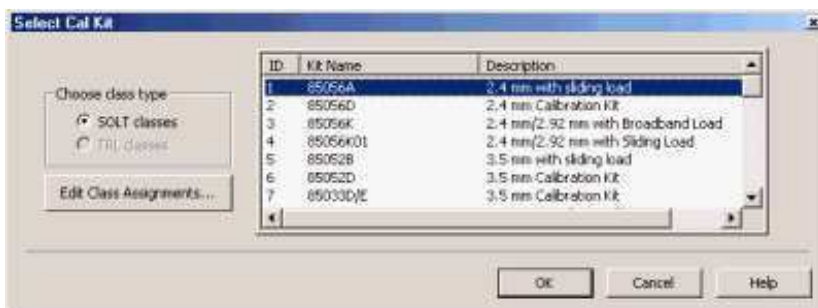 Select Cal Kit
Choose class type
SOLT classes
TRL classes
Edit Class Assignments...
ID Kit Name Description
1 85056A 2.4 mm with sliding load
2 85056D 2.4 mm Calibration Kit
3 85056K 2.4 mm/2.92 mm with Broadband Load
4 85056K01 2.4 mm/2.92 mm with Sliding Load
5 85052B 3.5 mm with sliding load
6 85052D 3.5 mm Calibration Kit
7 85033D/E 3.5 mm Calibration Kit
OK Cancel Help